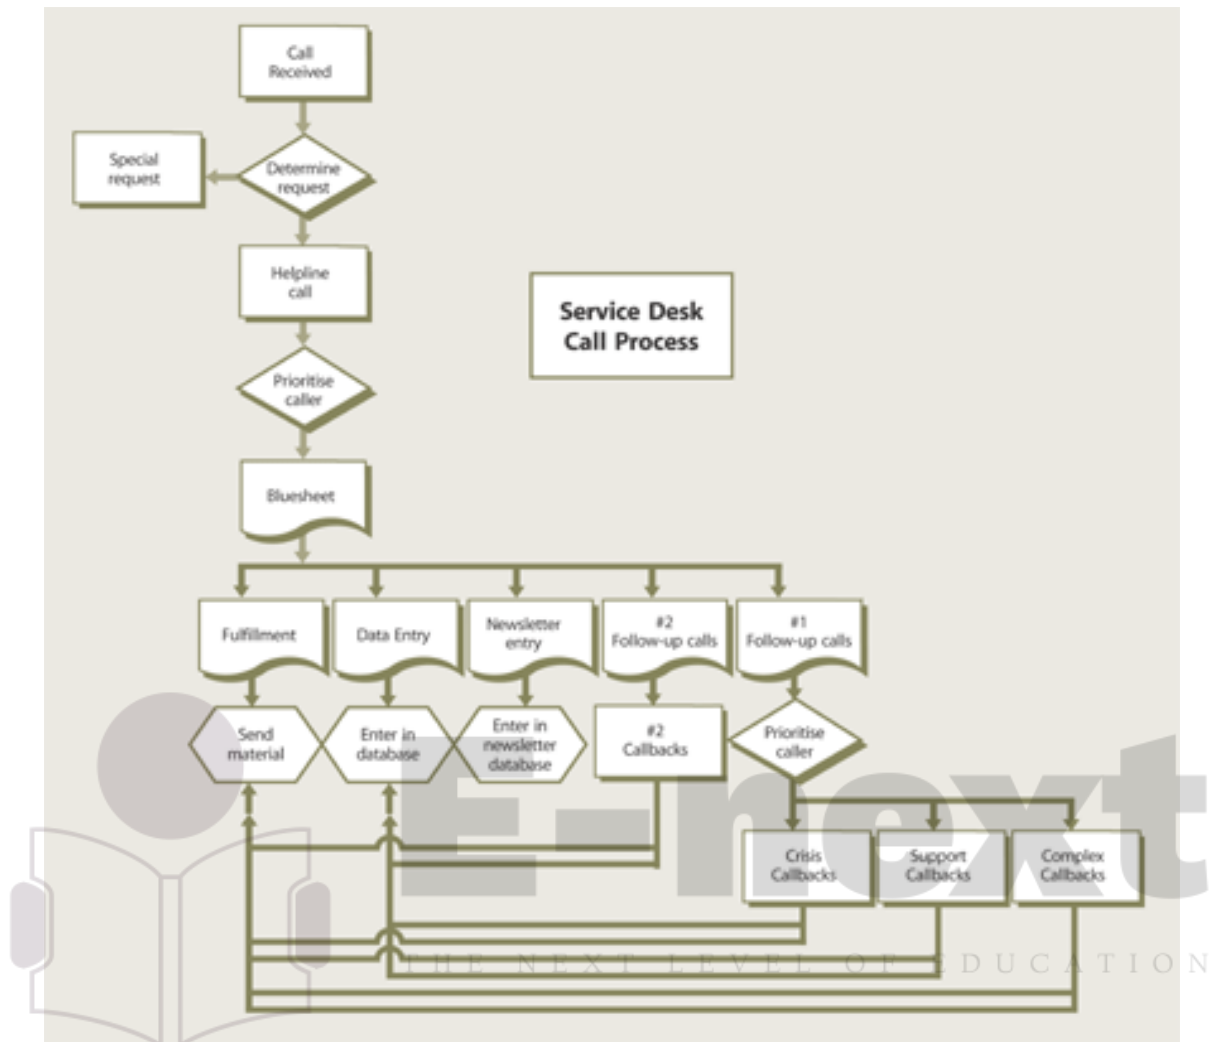 Call
Received
Special
request
Determine
request
Helpline
call
Service Desk
Call Process
Prioritise
caller
Bluesheet
Fulfillment
Data Entry
Newsletter
entry
#2
Follow-up calls
#1
Follow-up calls
Send
material
Enter in
database
Enter in
newsletter
database
#2
Callbacks
Prioritise
caller
Crisis
Callbacks
Support
Callbacks
Complex
Callbacks
E-next
THE NEXT LEVEL OF EDUCATION